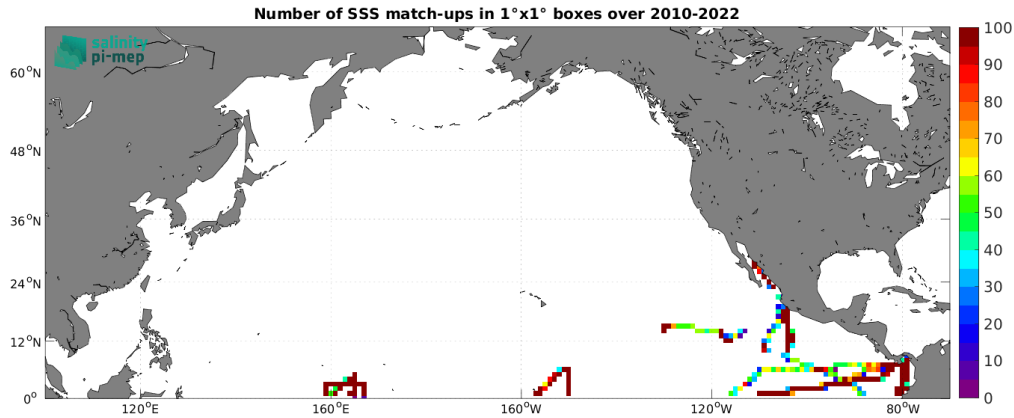 Number of SSS match-ups in 1°x1° boxes over 2010-2022
salinity
pi-mep
60°N
48°N
36°N
24°N
12°N
0°
120°E
160°E
160°W
120°W
80°W
100
90
80
70
60
50
40
30
20
10
0